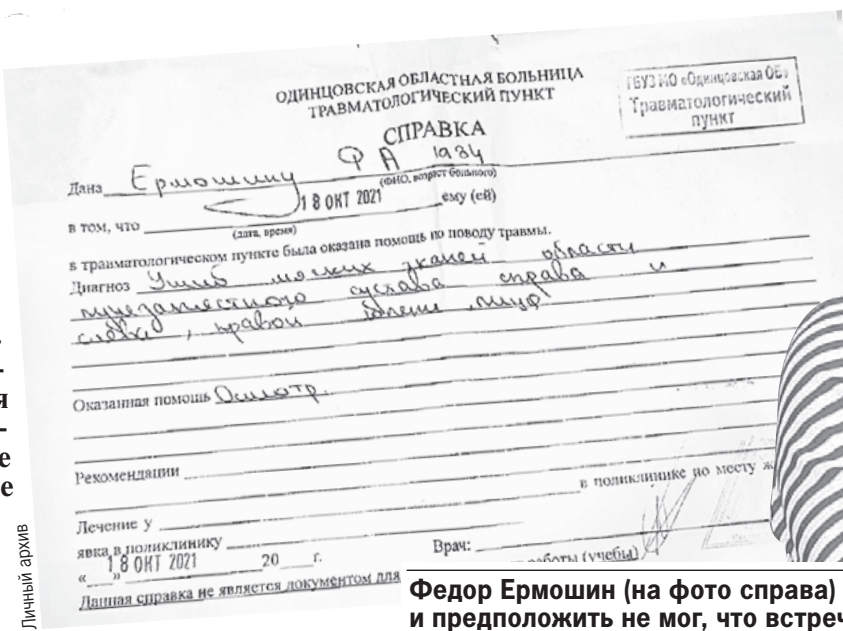 ОДИНЦОВСКАЯ ОБЛАСТНАЯ БОЛЬНИЦА
ТРАВМАТОЛОГИЧЕСКИЙ ПУНКТ
ГБУЗ МО «Одинцовская ОБ»
Травматологический
пункт
СПРАВКА
Дана Ермошину Ф А 1984
(ФИО, возраст больного)
в том, что 18 ОКТ 2021 ему (ей)
(дата, время)
в травматологическом пункте была оказана помощь по поводу травмы.
Диагноз Ушиб мягких тканей области
лучезапястного сустава справа и
слева, правой лица
Оказанная помощь Осмотр.
Рекомендации
в поликлинике по месту ж
Лечение у
явка в поликлинику
« » 18 ОКТ 2021 20 г.
Врач:
работы (учебы)
Данная справка не является документом для
Личный архив
я
е
е
Федор Ермошин (на фото справа)
и предположить не мог, что встреч